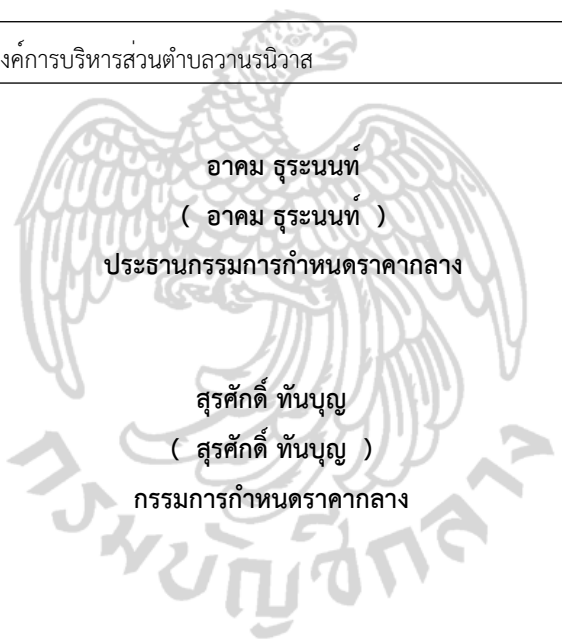 งค์การบริหารส่วนตำบลวานรนิวาส
อาคม ธุระนนท์
( อาคม ธุระนนท์ )
ประธานกรรมการกำหนดราคากลาง
สุรศักดิ์ ทันบุญ
( สุรศักดิ์ ทันบุญ )
กรรมการกำหนดราคากลาง
กรมบัญชีกลาง